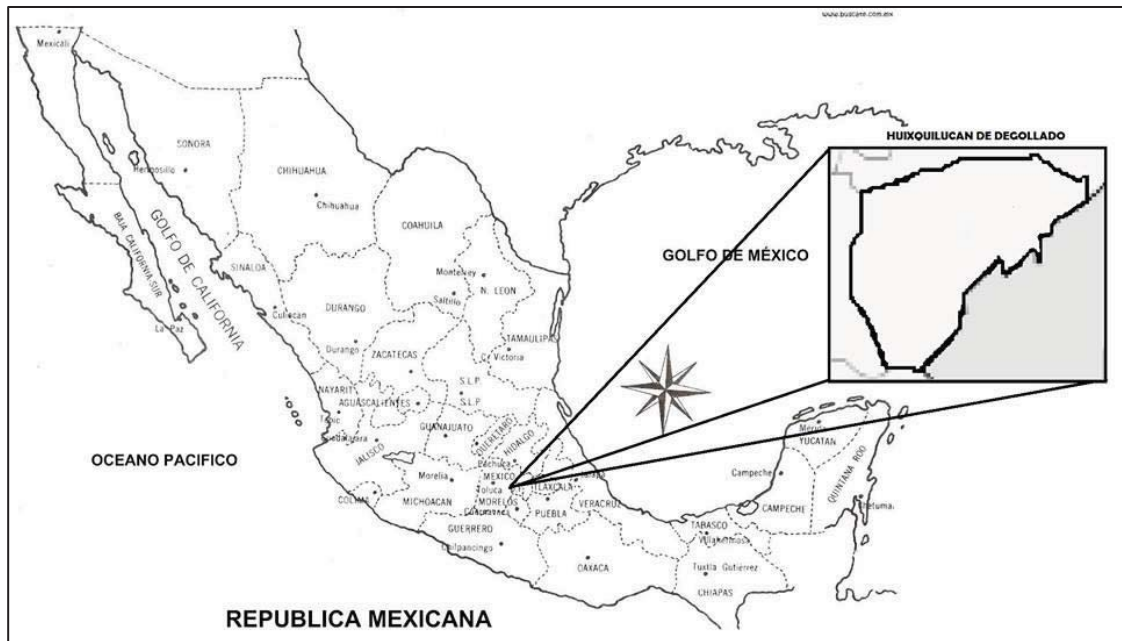 www.buscane.com.mx
Mexicali
SONORA
Hermosillo
CHIHUAHUA
Chihuahua
HUIXQUILUCAN DE DEGOLLADO
BAJA CALIFORNIA-SUR
GOLFO DE CALIFORNIA
COAHUILA
GOLFO DE MÉXICO
SINALOA
Monterrey
N. LEON
Saltillo
Culiacan
DURANGO
La Paz
TAMAULIPAS
Durango
ZACATECAS
C. Victoria
S.L.P.
NAYARIT
S.L.P.
AGUASCALIENTES
Tepic
GUANAJUATO
QUERETARO
HIDALGO
Merida
YUCATAN
Guadalajara
JALISCO
OCEANO PACIFICO
Pachuca
QUINTANA ROO
Morelia
MEXICO
Campeche
Toluca
TLAXCALA
COLIMA
MICHOACAN
MORELOS
PUEBLA
VERACRUZ
CAMPECHE
Chetuma.
GUERRERO
TABASCO
Villahermosa
Chilpancingo
OAXACA
Tuxtla Gutierrez
CHIAPAS
REPUBLICA MEXICANA